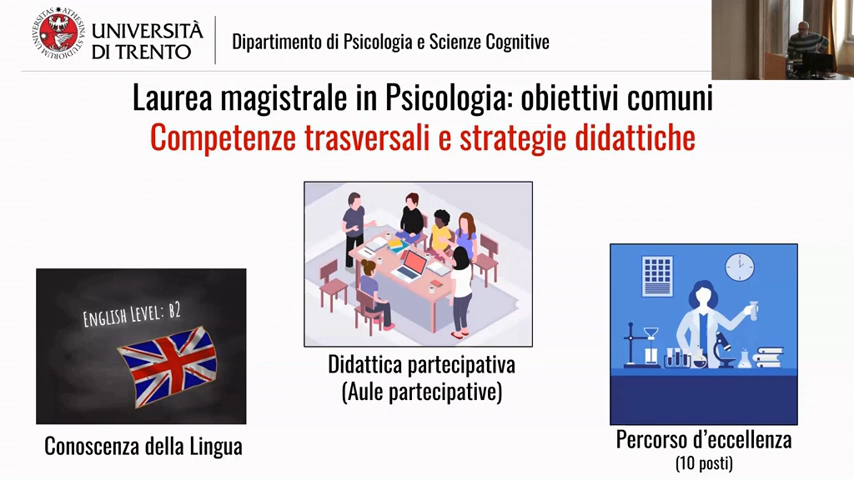 UNIVERSITÀ
DI TRENTO
Dipartimento di Psicologia e Scienze Cognitive
Laurea magistrale in Psicologia: obiettivi comuni
Competenze trasversali e strategie didattiche
ENGLISH LEVEL: B2
Conoscenza della Lingua
Didattica partecipativa
(Aule partecipative)
Percorso d'eccellenza
(10 posti)